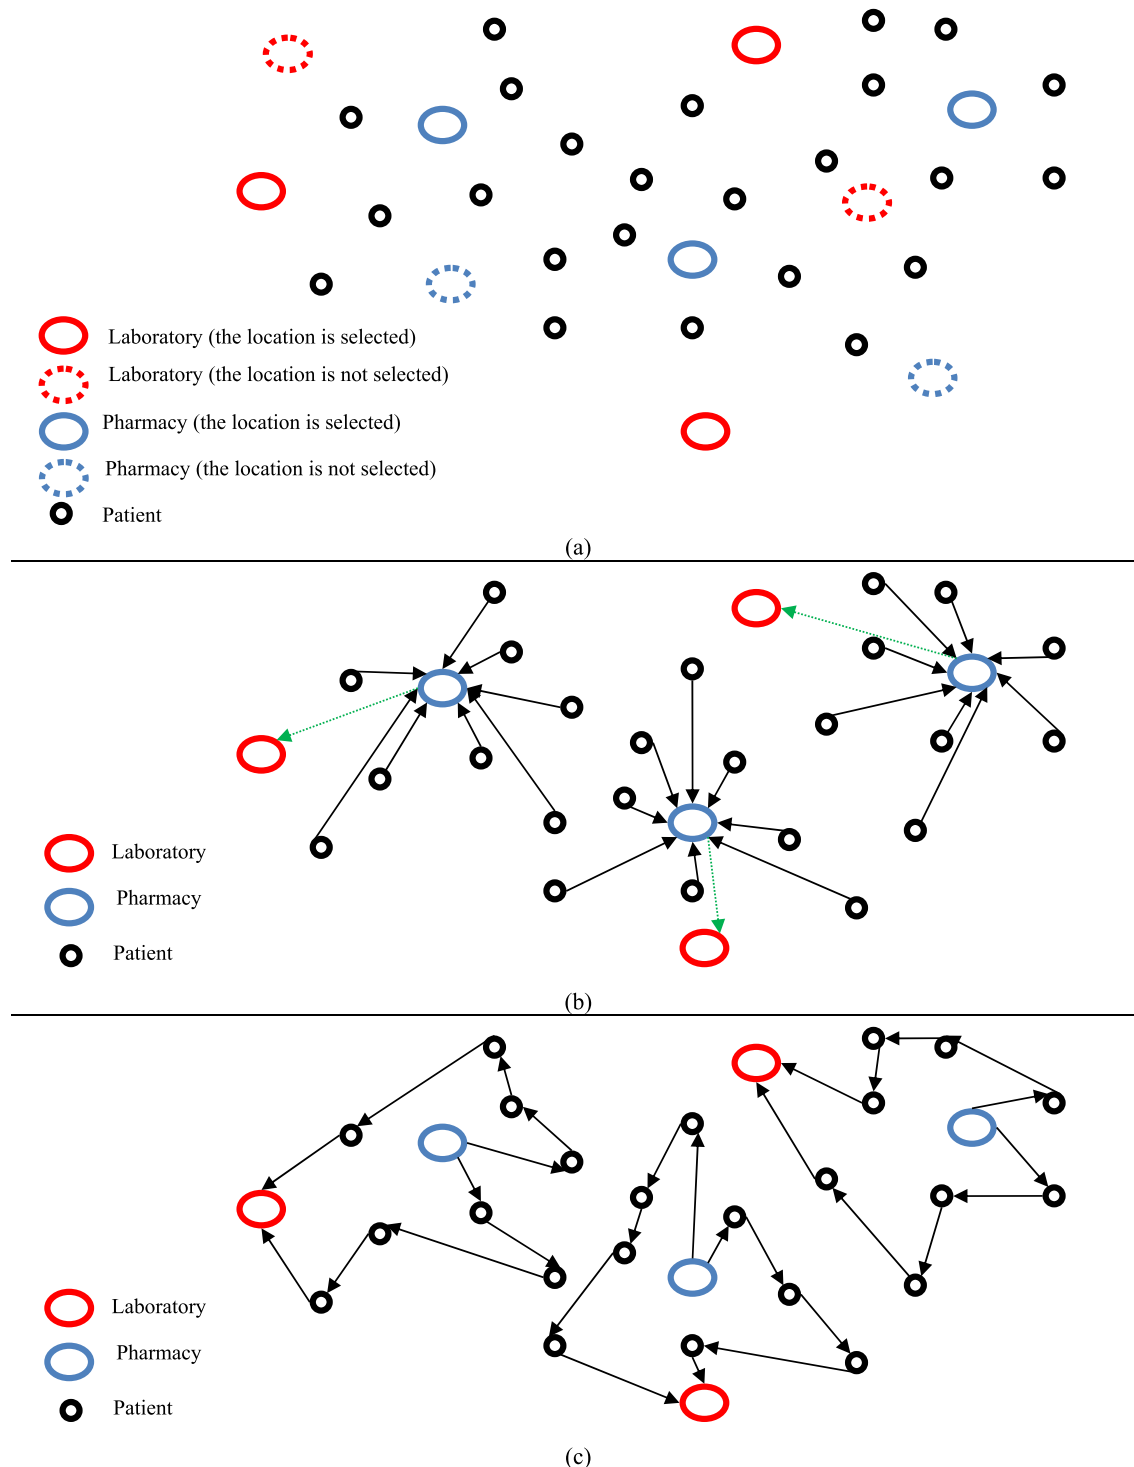 Laboratory (the location is selected)
Laboratory (the location is not selected)
Pharmacy (the location is selected)
Pharmacy (the location is not selected)
Patient
(a)
Laboratory
Pharmacy
Patient
(b)
Laboratory
Pharmacy
Patient
(c)